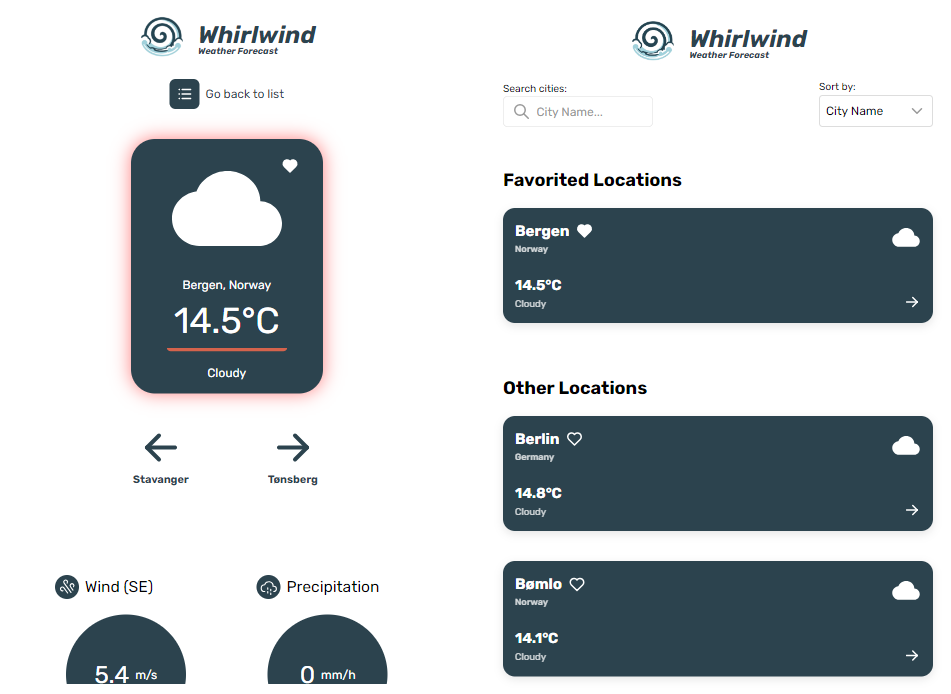 Whirlwind
Weather Forecast
Go back to list
Bergen, Norway
14.5°C
Cloudy
Stavanger
Tønsberg
Wind (SE)
Precipitation
5.4 m/s
0 mm/h
Whirlwind
Weather Forecast
Search cities:
City Name...
Sort by:
City Name
Favorited Locations
Bergen
Norway
14.5°C
Cloudy
Other Locations
Berlin
Germany
14.8°C
Cloudy
Bømlo
Norway
14.1°C
Cloudy